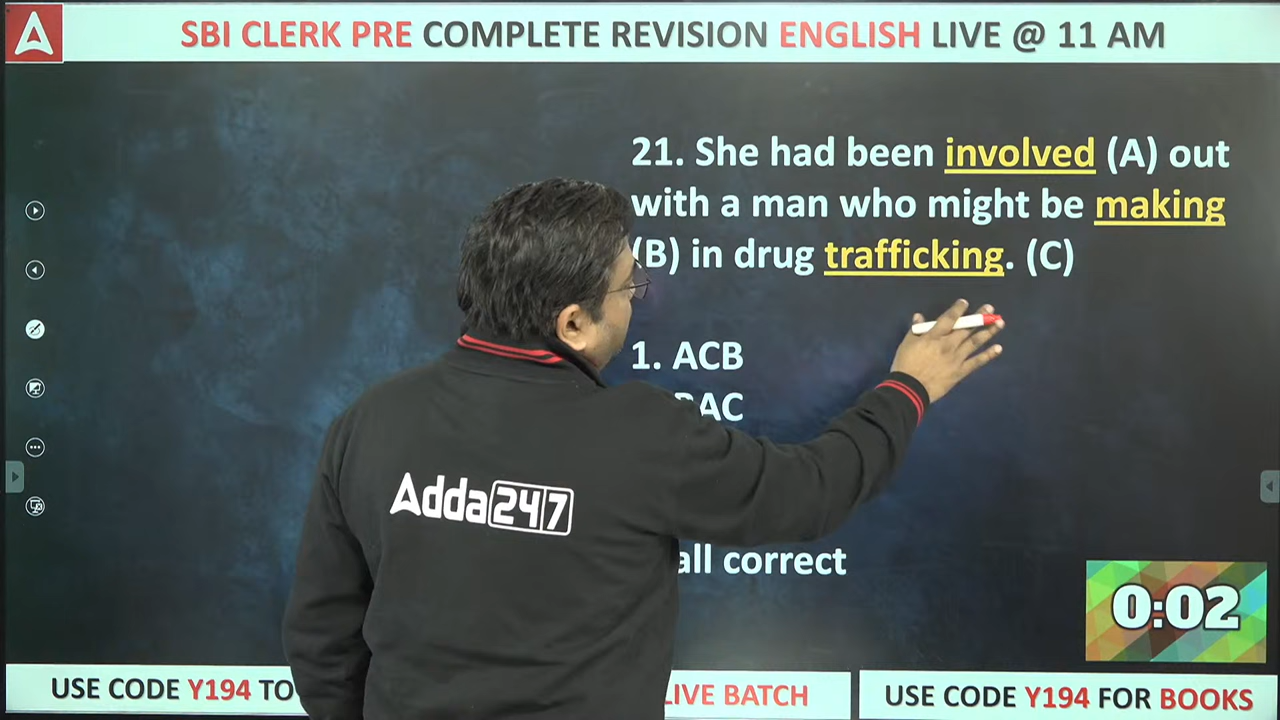 SBI CLERK PRE COMPLETE REVISION ENGLISH LIVE @ 11 AM
21. She had been involved (A) out
with a man who might be making
(B) in drug trafficking. (C)
1. ACB
BAC
all correct
Adda247
0:02
USE CODE Y194 TO
LIVE BATCH
USE CODE Y194 FOR BOOKS